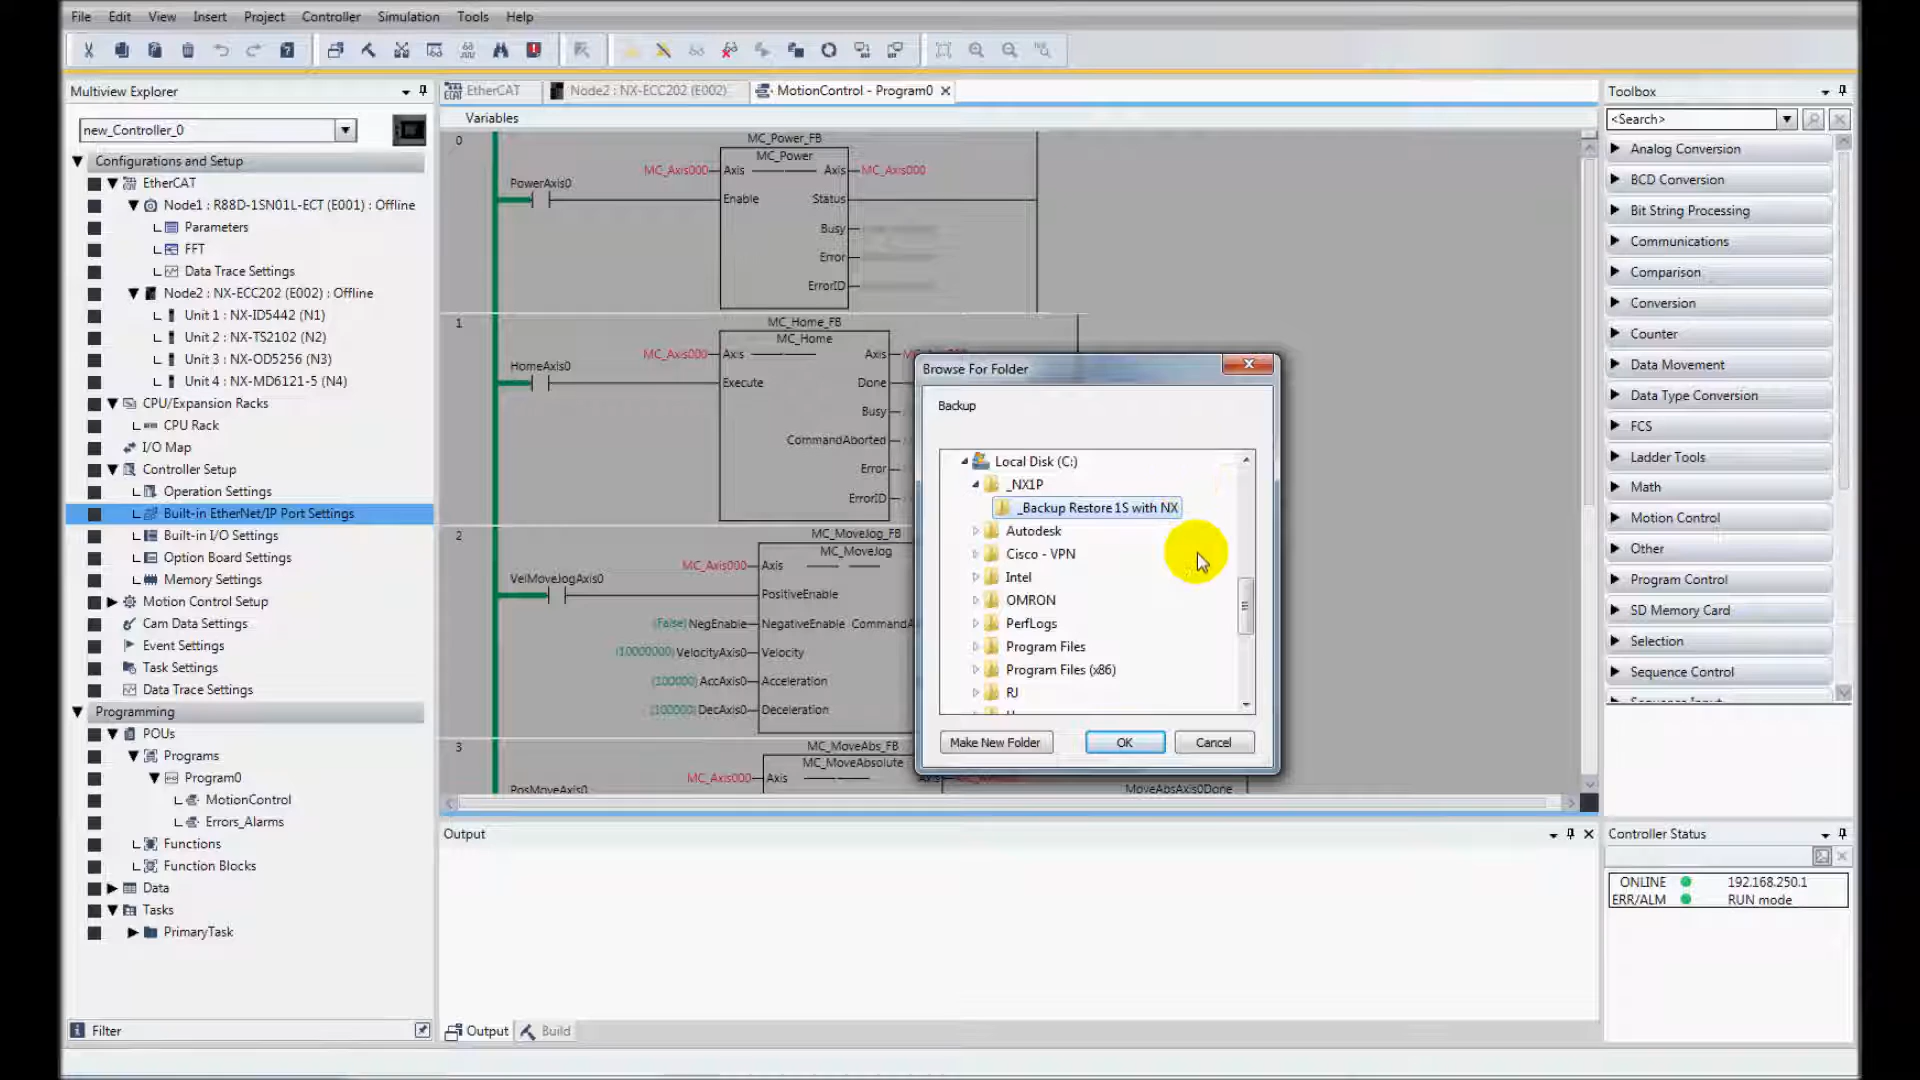 File Edit View Insert Project Controller Simulation Tools Help
Multiview Explorer
new_Controller_0
Configurations and Setup
EtherCAT
Node1 : R88D-1SN01L-ECT (E001) : Offline
Parameters
FFT
Data Trace Settings
Node2 : NX-ECC202 (E002) : Offline
Unit 1 : NX-ID5442 (N1)
Unit 2 : NX-TS2102 (N2)
Unit 3 : NX-OD5256 (N3)
Unit 4 : NX-MD6121-5 (N4)
CPU/Expansion Racks
CPU Rack
I/O Map
Controller Setup
Operation Settings
Built-in EtherNet/IP Port Settings
Built-in I/O Settings
Option Board Settings
Memory Settings
Motion Control Setup
Cam Data Settings
Event Settings
Task Settings
Data Trace Settings
Programming
POUs
Programs
Program0
MotionControl
Errors_Alarms
Functions
Function Blocks
Data
Tasks
PrimaryTask
Filter
EtherCAT Node2 : NX-ECC202 (E002) MotionControl - Program0
Variables
0
MC_Power_FB
MC_Power
MC_Axis000 Axis Axis MC_Axis000
PowerAxis0
Enable Status
Busy
Error
ErrorID
1
MC_Home_FB
MC_Home
MC_Axis000 Axis Axis
HomeAxis0
Execute Done
Busy
CommandAborted
Error
ErrorID
2
MC_MoveJog_FB
MC_MoveJog
MC_Axis000 Axis
VelMoveJogAxis0
PositiveEnable
(False) NegEnable NegativeEnable CommandA
(10000000) VelocityAxis0 Velocity
(100000) AccAxis0 Acceleration
(100000) DecAxis0 Deceleration
3
MC_MoveAbs_FB
MC_MoveAbsolute
MC_Axis000 Axis Axis
PosMoveAxis0
MoveAbsAxis0Done
Browse For Folder
Backup
Local Disk (C:)
_NX1P
_Backup Restore 1S with NX
Autodesk
Cisco - VPN
Intel
OMRON
PerfLogs
Program Files
Program Files (x86)
RJ
Make New Folder OK Cancel
Output
Output Build
Toolbox
<Search>
Analog Conversion
BCD Conversion
Bit String Processing
Communications
Comparison
Conversion
Counter
Data Movement
Data Type Conversion
FCS
Ladder Tools
Math
Motion Control
Other
Program Control
SD Memory Card
Selection
Sequence Control
Controller Status
ONLINE 192.168.250.1
ERR/ALM RUN mode